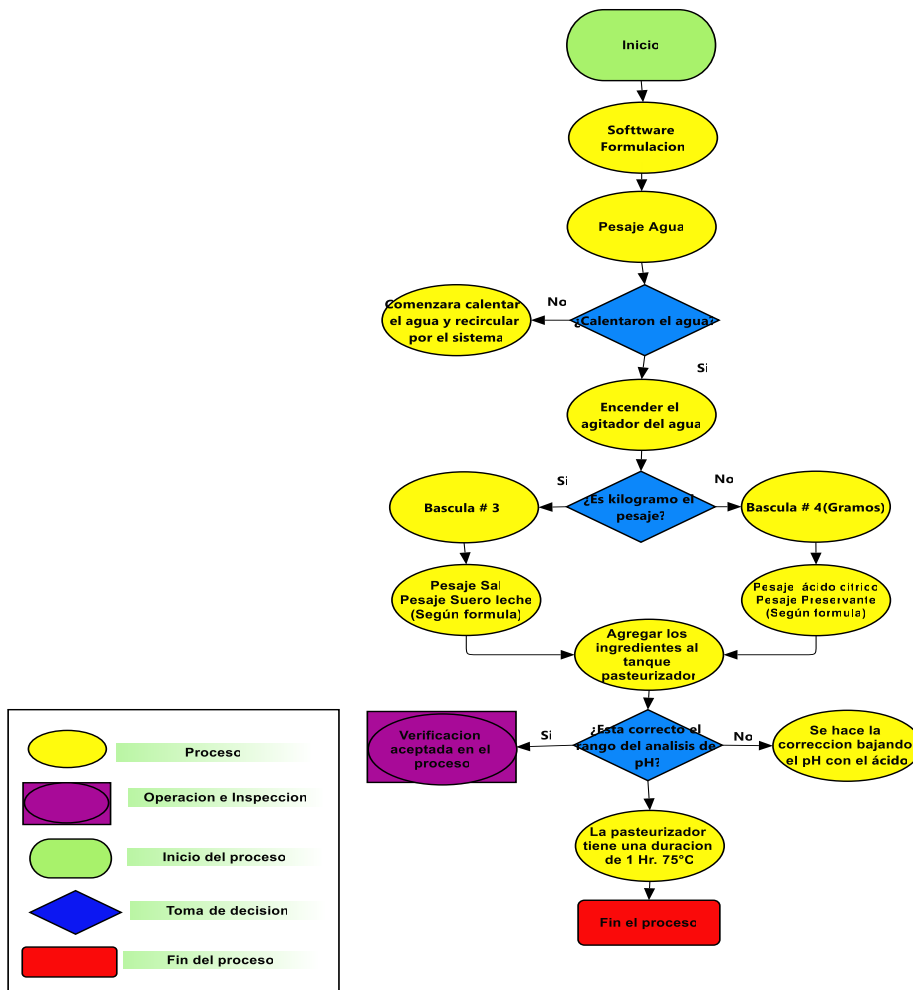 Inicio
Softtware
Formulacion
Pesaje Agua
¿Calentaron el agua?
No
Comenzara calentar
el agua y recircular
por el sistema
Si
Encender el
agitador del agua
¿Es kilogramo el
pesaje?
Si
No
Bascula # 3
Bascula # 4(Gramos)
Pesaje Sal
Pesaje Suero leche
(Según formula)
Pesaje ácido cítrico
Pesaje Preservante
(Según formula)
Agregar los
ingredientes al
tanque
pasteurizador
¿Esta correcto el
rango del analisis de
pH?
Si
No
Verificacion
aceptada en el
proceso
Se hace la
correccion bajando
el pH con el ácido
La pasteurizador
tiene una duracion
de 1 Hr. 75°C
Fin el proceso
Proceso
Operacion e Inspeccion
Inicio del proceso
Toma de decision
Fin del proceso